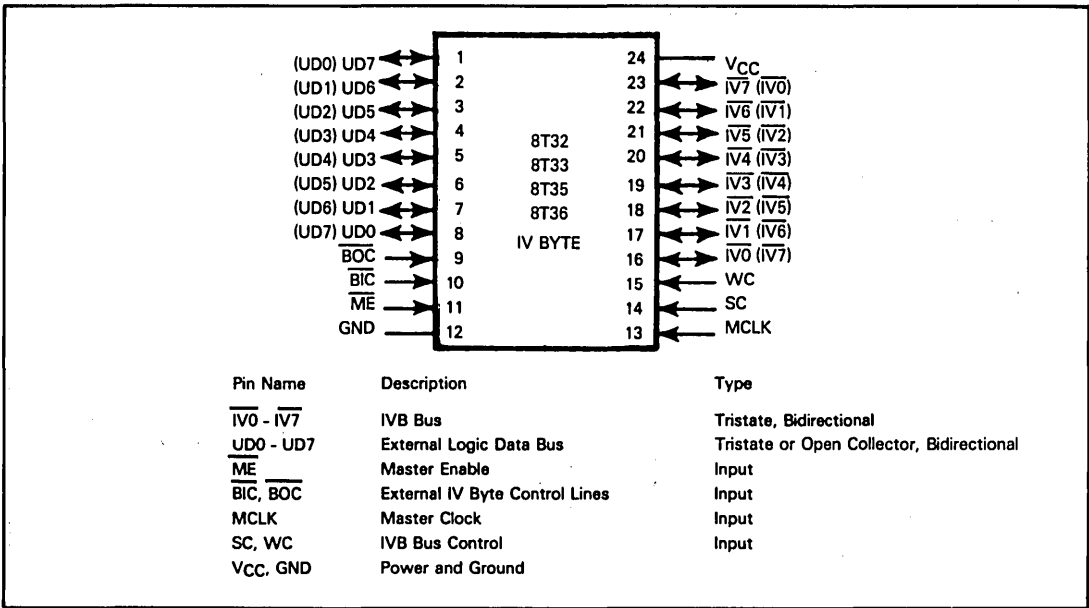 (UD0) UD7 1 24 VCC
(UD1) UD6 2 23 IV7 (IV0)
(UD2) UD5 3 22 IV6 (IV1)
(UD3) UD4 4 21 IV5 (IV2)
(UD4) UD3 5 20 IV4 (IV3)
(UD5) UD2 6 19 IV3 (IV4)
(UD6) UD1 7 18 IV2 (IV5)
(UD7) UD0 8 17 IV1 (IV6)
BOC 9 16 IV0 (IV7)
BIC 10 15 WC
ME 11 14 SC
GND 12 13 MCLK
8T32
8T33
8T35
8T36
IV BYTE
Pin Name Description Type
IV0 - IV7 IVB Bus Tristate, Bidirectional
UD0 - UD7 External Logic Data Bus Tristate or Open Collector, Bidirectional
ME Master Enable Input
BIC, BOC External IV Byte Control Lines Input
MCLK Master Clock Input
SC, WC IVB Bus Control Input
VCC, GND Power and Ground